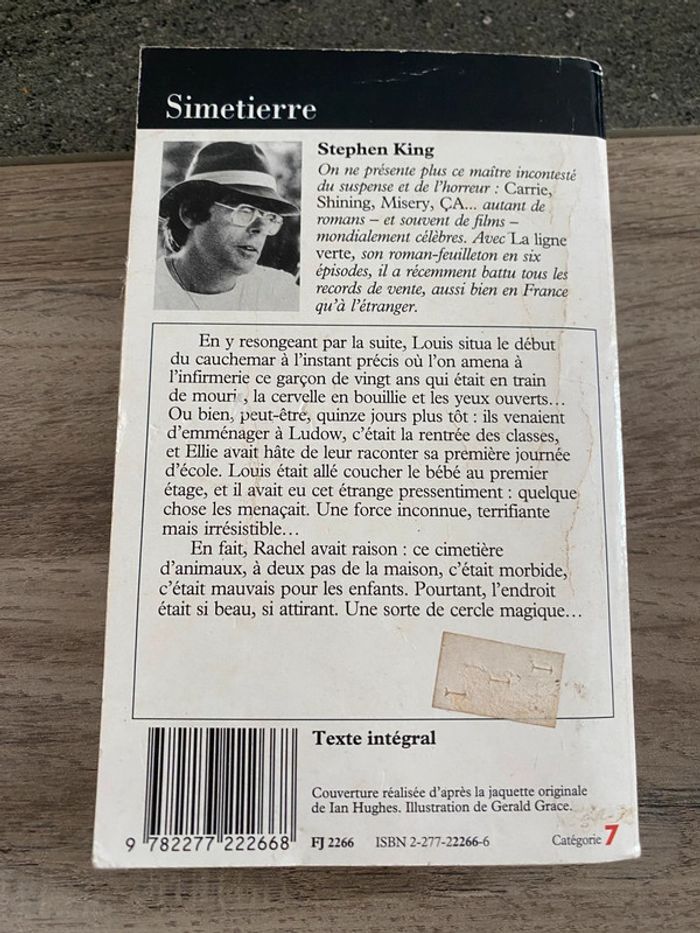 Simetierre
Stephen King
On ne présente plus ce maître incontesté
du suspense et de l'horreur : Carrie,
Shining, Misery, ÇA... autant de
romans – et souvent de films –
mondialement célèbres. Avec La ligne
verte, son roman-feuilleton en six
épisodes, il a récemment battu tous les
records de vente, aussi bien en France
qu'à l'étranger.
En y resongeant par la suite, Louis situa le début
du cauchemar à l'instant précis où l'on amena à
l'infirmerie ce garçon de vingt ans qui était en train
de mouri , la cervelle en bouillie et les yeux ouverts...
Ou bien, peut-être, quinze jours plus tôt : ils venaient
d'emménager à Ludow, c'était la rentrée des classes,
et Ellie avait hâte de leur raconter sa première journée
d'école. Louis était allé coucher le bébé au premier
étage, et il avait eu cet étrange pressentiment : quelque
chose les menaçait. Une force inconnue, terrifiante
mais irrésistible...
En fait, Rachel avait raison : ce cimetière
d'animaux, à deux pas de la maison, c'était morbide,
c'était mauvais pour les enfants. Pourtant, l'endroit
était si beau, si attirant. Une sorte de cercle magique...
Texte intégral
Couverture réalisée d'après la jaquette originale
de Ian Hughes. Illustration de Gerald Grace.
9 782277 222668 FJ 2266 ISBN 2-277-22266-6 Catégorie 7